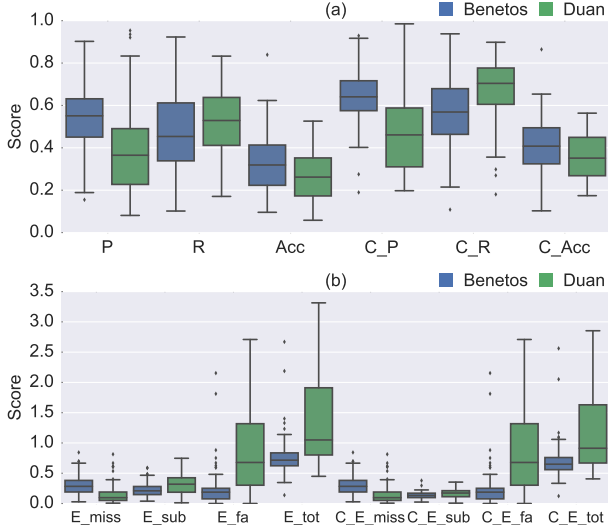 (a)
Benetos Duan
1.0
0.8
0.6
0.4
0.2
0.0
Score
P R Acc C_P C_R C_Acc
(b)
Benetos Duan
3.5
3.0
2.5
2.0
1.5
1.0
0.5
0.0
Score
E_miss E_sub E_fa E_tot C_E_miss C_E_sub C_E_fa C_E_tot